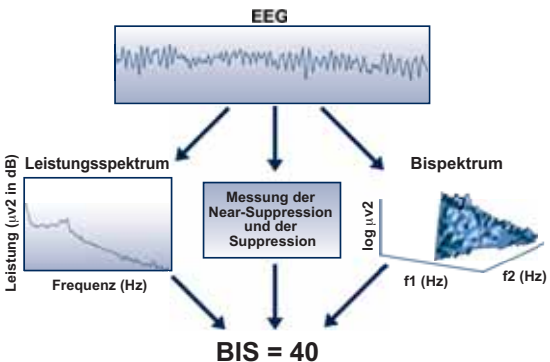 EEG
Leistungsspektrum
Leistung (µv2 in dB)
Frequenz (Hz)
Messung der
Near-Suppression
und der
Suppression
Bispektrum
log µv2
f1 (Hz)
f2 (Hz)
BIS = 40